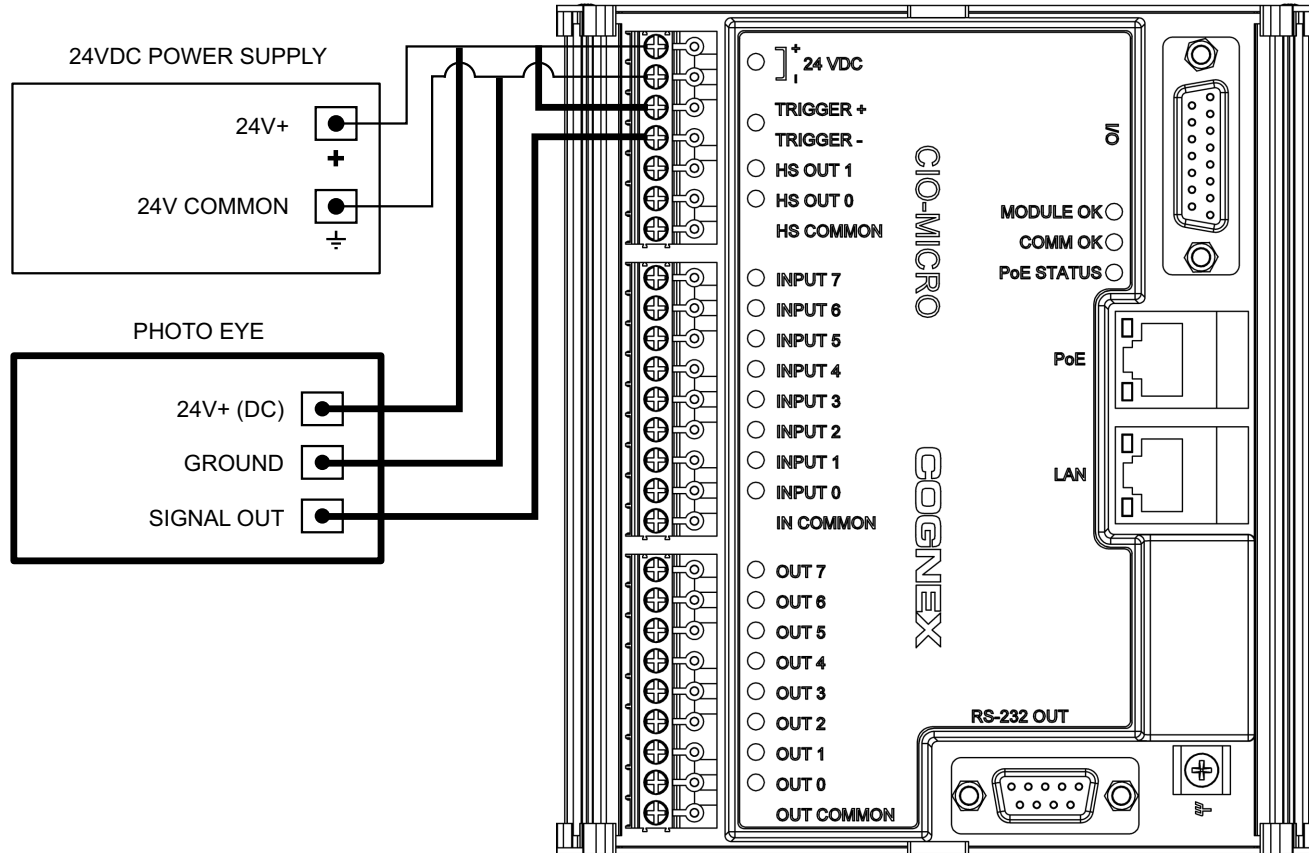 24VDC POWER SUPPLY
24V+
+
24V COMMON
PHOTO EYE
24V+ (DC)
GROUND
SIGNAL OUT
+
-
24 VDC
TRIGGER +
TRIGGER -
HS OUT 1
HS OUT 0
HS COMMON
INPUT 7
INPUT 6
INPUT 5
INPUT 4
INPUT 3
INPUT 2
INPUT 1
INPUT 0
IN COMMON
OUT 7
OUT 6
OUT 5
OUT 4
OUT 3
OUT 2
OUT 1
OUT 0
OUT COMMON
CIO-MICRO
COGNEX
I/O
MODULE OK
COMM OK
PoE STATUS
PoE
LAN
RS-232 OUT